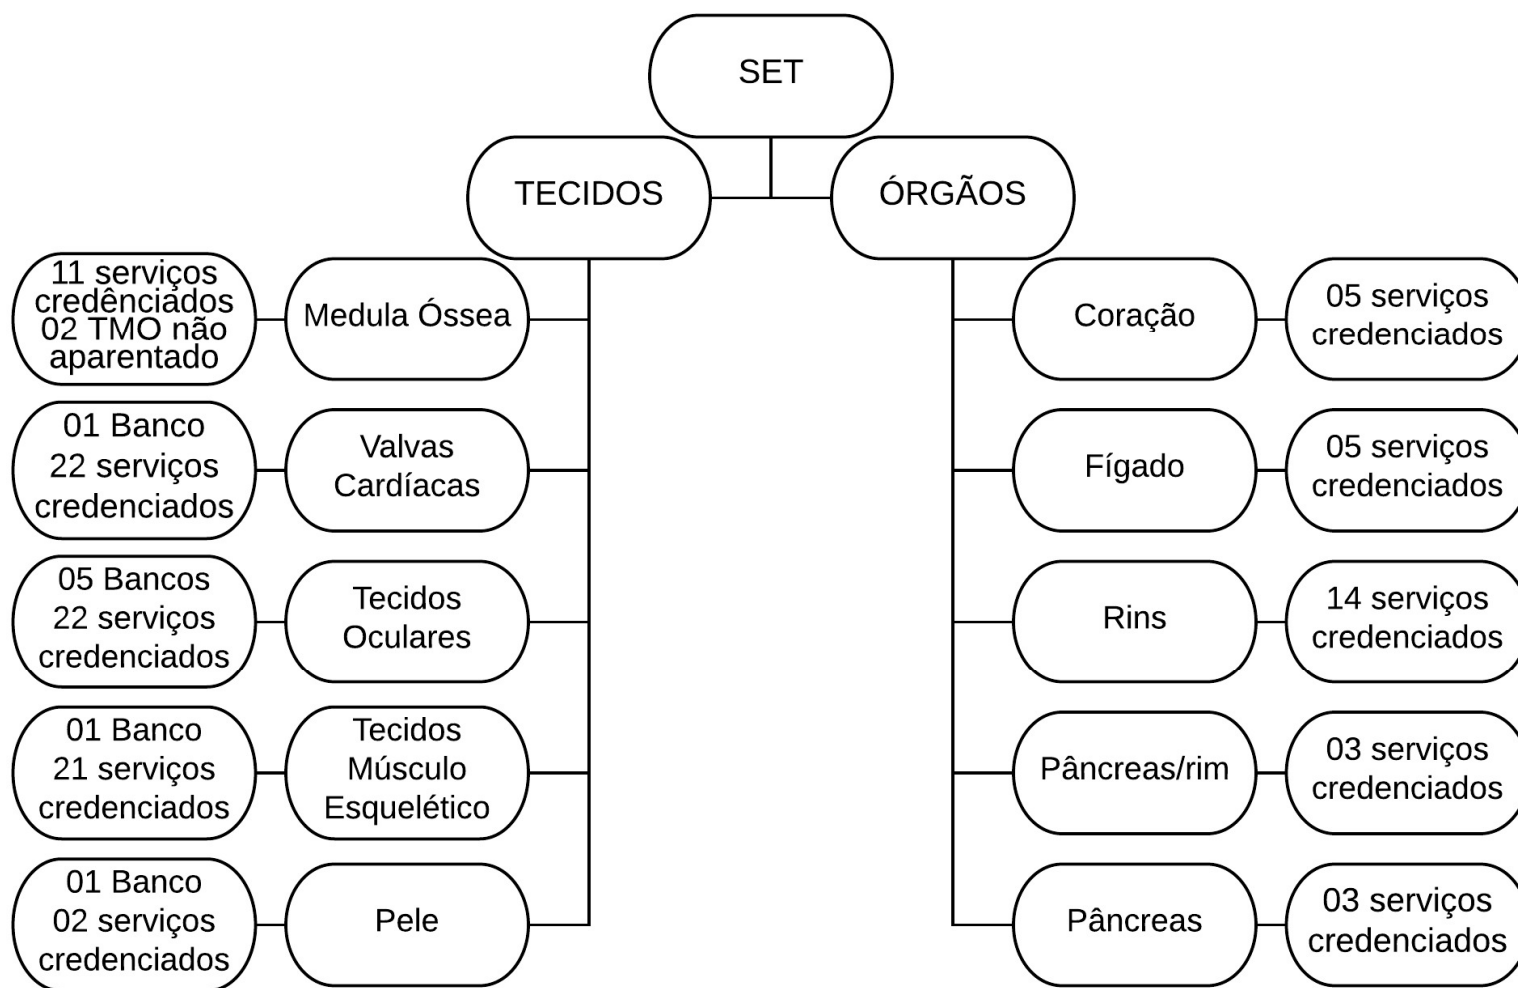 SET
TECIDOS
ÓRGÃOS
11 serviços
credênciados
02 TMO não
aparentado
Medula Óssea
Coração
05 serviços
credenciados
01 Banco
22 serviços
credenciados
Valvas
Cardíacas
Fígado
05 serviços
credenciados
05 Bancos
22 serviços
credenciados
Tecidos
Oculares
Rins
14 serviços
credenciados
01 Banco
21 serviços
credenciados
Tecidos
Músculo
Esquelético
Pâncreas/rim
03 serviços
credenciados
01 Banco
02 serviços
credenciados
Pele
Pâncreas
03 serviços
credenciados